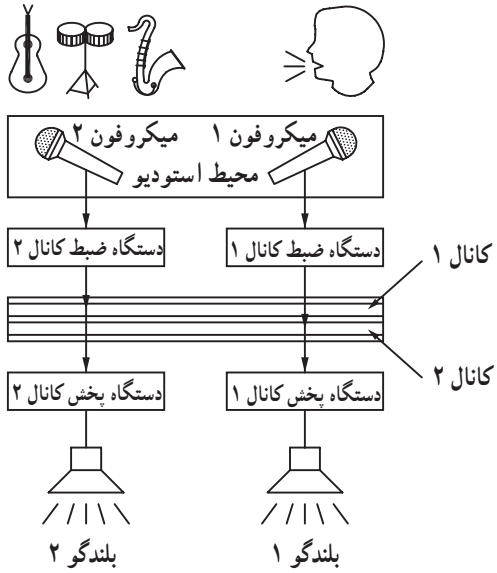 میکروفون ۱
میکروفون ۲
محیط استودیو
دستگاه ضبط کانال ۱
دستگاه ضبط کانال ۲
کانال ۱
کانال ۲
دستگاه پخش کانال ۱
دستگاه پخش کانال ۲
بلندگو ۱
بلندگو ۲